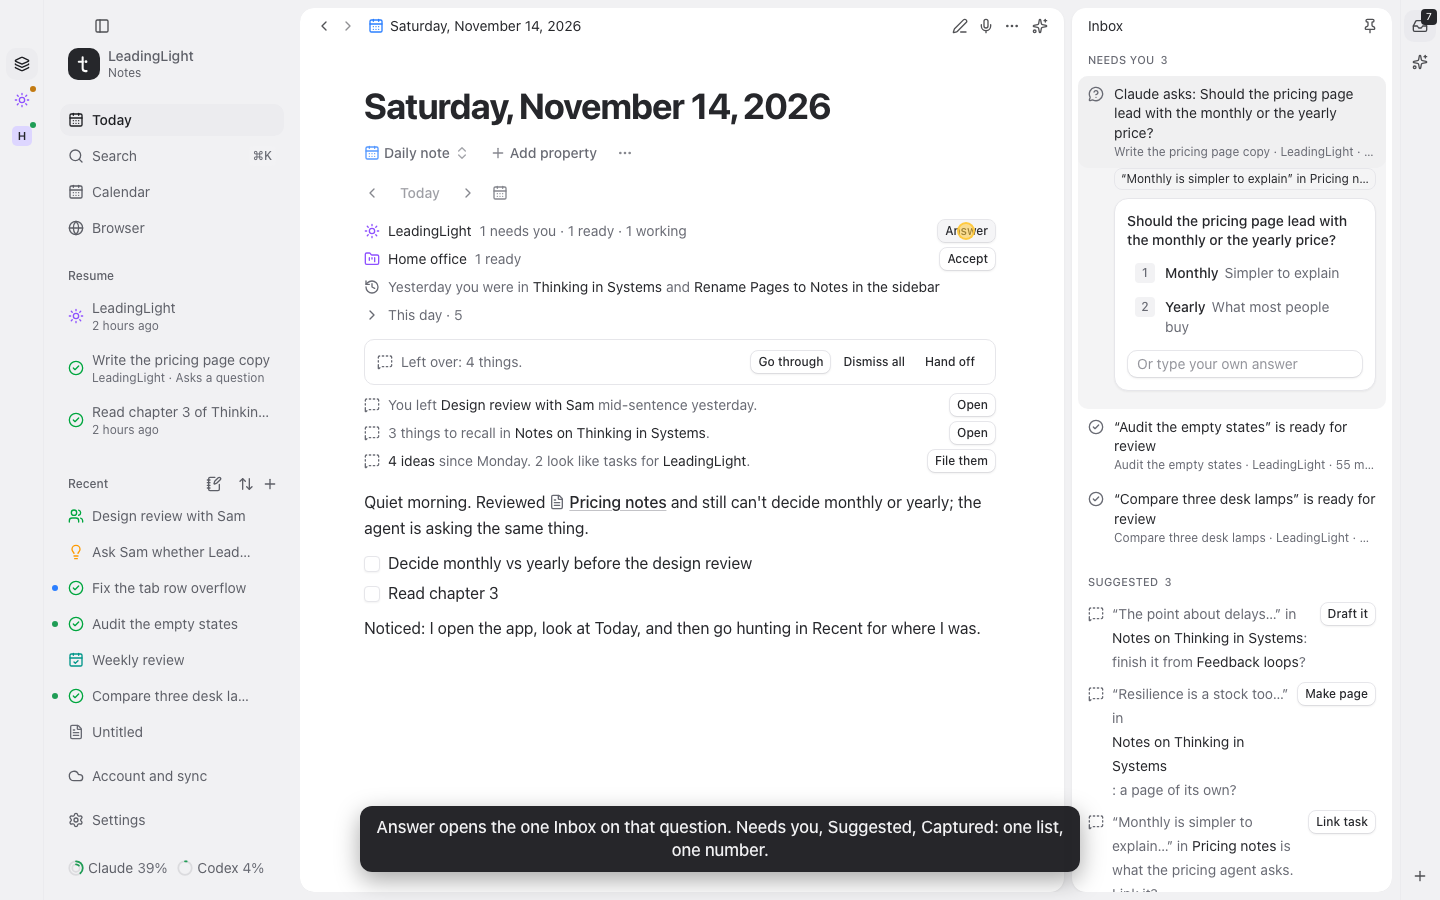 LeadingLight
Notes
Today
Search ⌘K
Calendar
Browser
Resume
LeadingLight
2 hours ago
Write the pricing page copy
LeadingLight · Asks a question
Read chapter 3 of Thinkin...
2 hours ago
Recent
Design review with Sam
Ask Sam whether Lead...
Fix the tab row overflow
Audit the empty states
Weekly review
Compare three desk la...
Untitled
Account and sync
Settings
Claude 39% Codex 4%
H
t
Saturday, November 14, 2026
Saturday, November 14, 2026
Daily note Add property ...
Today
LeadingLight 1 needs you · 1 ready · 1 working Answer
Home office 1 ready Accept
Yesterday you were in Thinking in Systems and Rename Pages to Notes in the sidebar
This day · 5
Left over: 4 things. Go through Dismiss all Hand off
You left Design review with Sam mid-sentence yesterday. Open
3 things to recall in Notes on Thinking in Systems. Open
4 ideas since Monday. 2 look like tasks for LeadingLight. File them
Quiet morning. Reviewed Pricing notes and still can't decide monthly or yearly; the
agent is asking the same thing.
Decide monthly vs yearly before the design review
Read chapter 3
Noticed: I open the app, look at Today, and then go hunting in Recent for where I was.
Answer opens the one Inbox on that question. Needs you, Suggested, Captured: one list,
one number.
Inbox
NEEDS YOU 3
Claude asks: Should the pricing page
lead with the monthly or the yearly
price?
Write the pricing page copy · LeadingLight · ...
“Monthly is simpler to explain” in Pricing n...
Should the pricing page lead with
the monthly or the yearly price?
1 Monthly Simpler to explain
2 Yearly What most people
buy
Or type your own answer
“Audit the empty states” is ready for
review
Audit the empty states · LeadingLight · 55 m...
“Compare three desk lamps” is ready for
review
Compare three desk lamps · LeadingLight · ...
SUGGESTED 3
“The point about delays...” in Draft it
Notes on Thinking in Systems:
finish it from Feedback loops?
“Resilience is a stock too...” Make page
in
Notes on Thinking in
Systems
: a page of its own?
“Monthly is simpler to Link task
explain...” in Pricing notes is
what the pricing agent asks.
Link it?
7